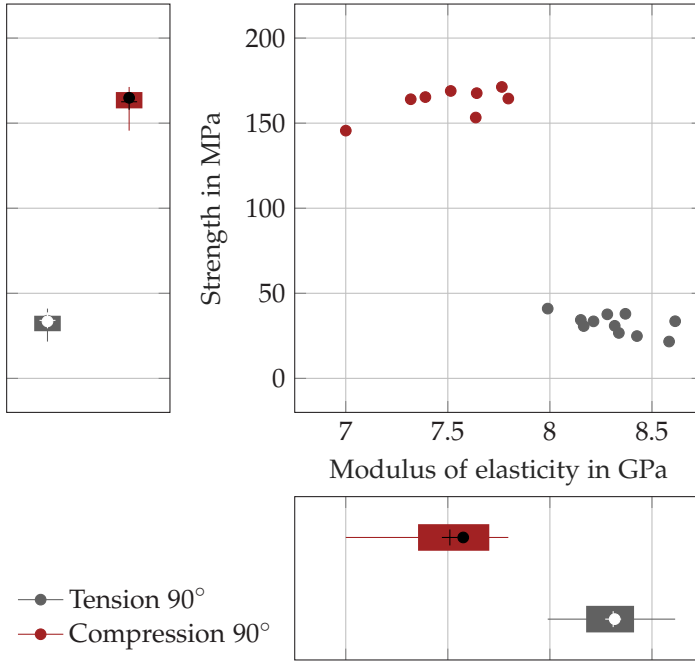 200
150
100
50
0
Strength in MPa
7 7.5 8 8.5
Modulus of elasticity in GPa
Tension 90°
Compression 90°